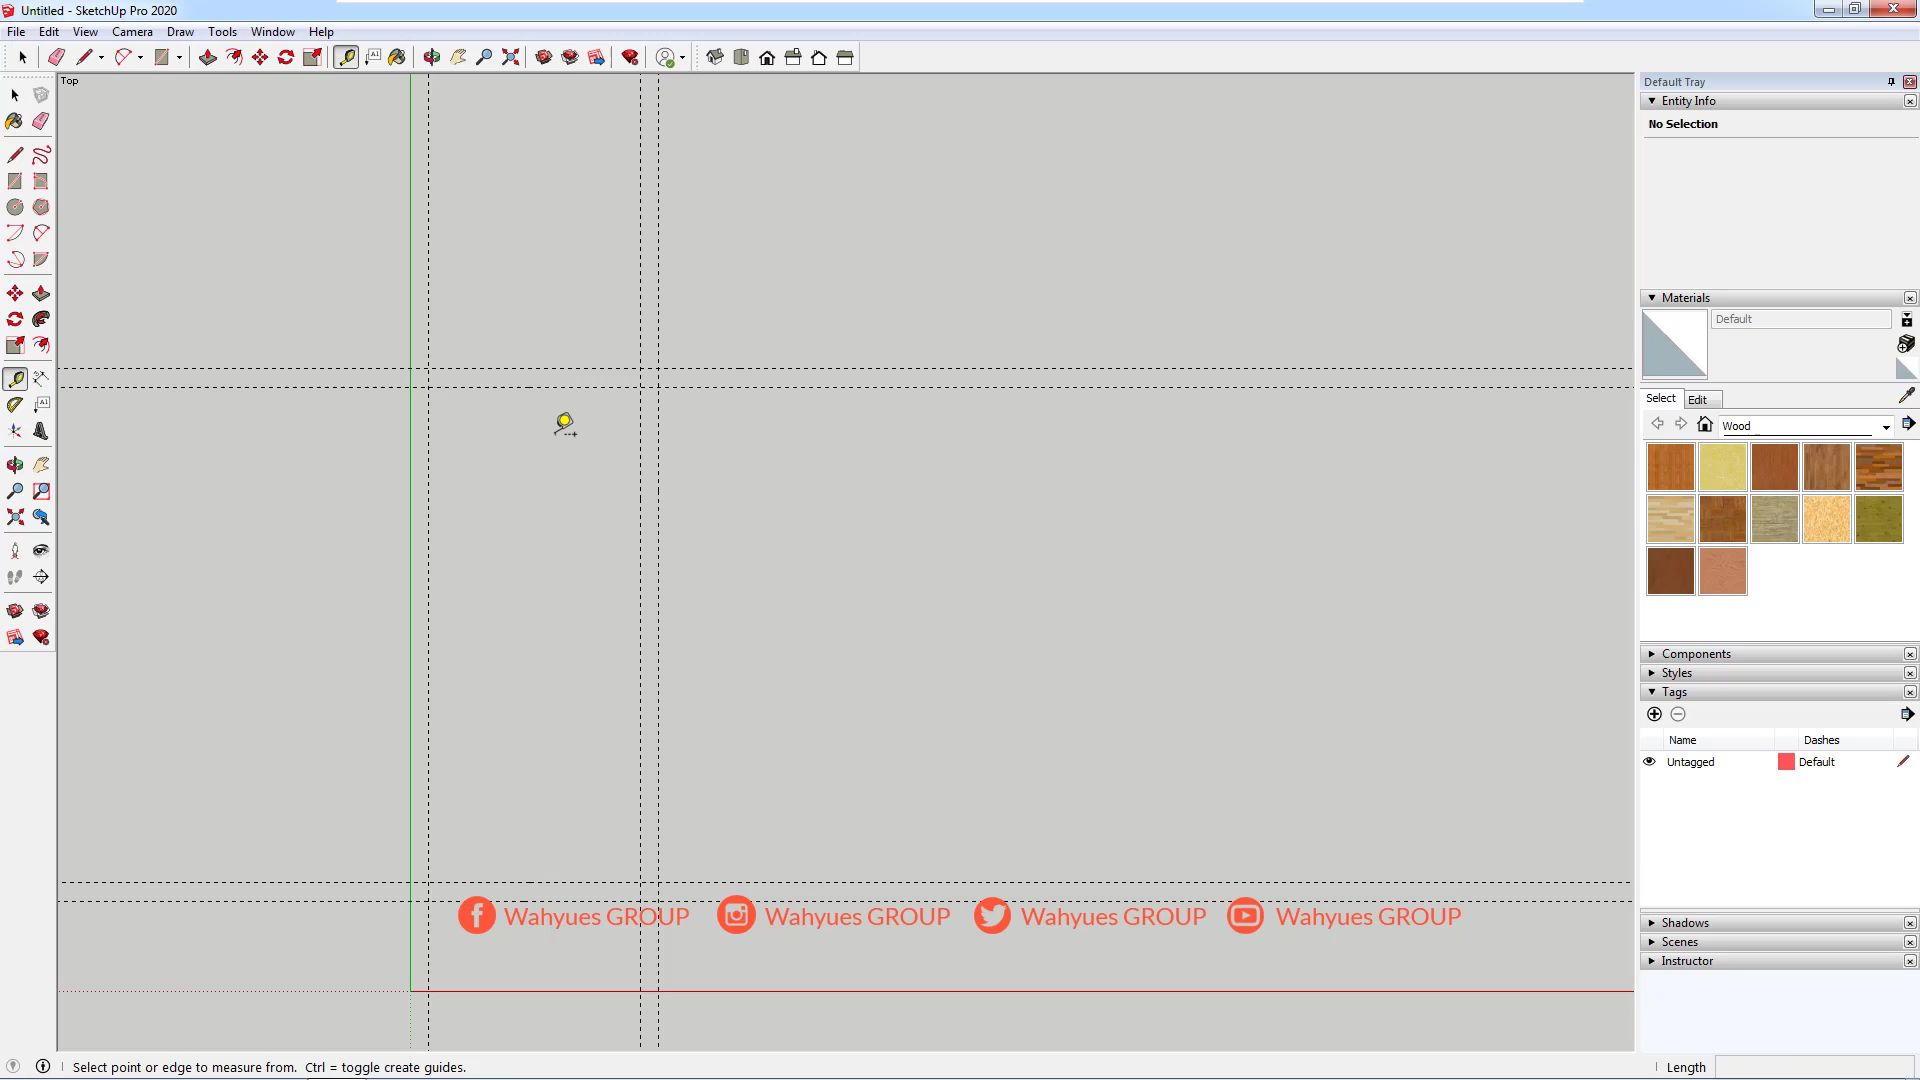 Untitled - SketchUp Pro 2020
File Edit View Camera Draw Tools Window Help
Top
Default Tray
Entity Info
No Selection
Materials
Default
Select Edit
Wood
Components
Styles
Tags
Name Dashes
Untagged Default
Wahyues GROUP Wahyues GROUP Wahyues GROUP Wahyues GROUP
Shadows
Scenes
Instructor
Select point or edge to measure from. Ctrl = toggle create guides. Length